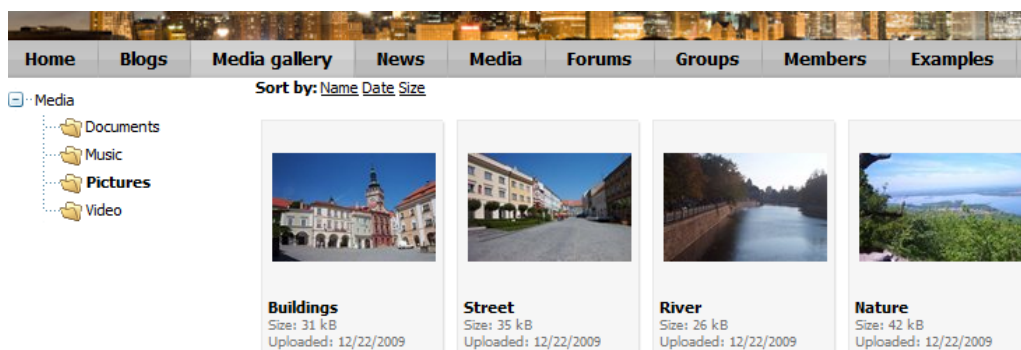 Home Blogs Media gallery News Media Forums Groups Members Examples
Sort by: Name Date Size
Media
Documents
Music
Pictures
Video
Buildings
Size: 31 kB
Uploaded: 12/22/2009
Street
Size: 35 kB
Uploaded: 12/22/2009
River
Size: 26 kB
Uploaded: 12/22/2009
Nature
Size: 42 kB
Uploaded: 12/22/2009